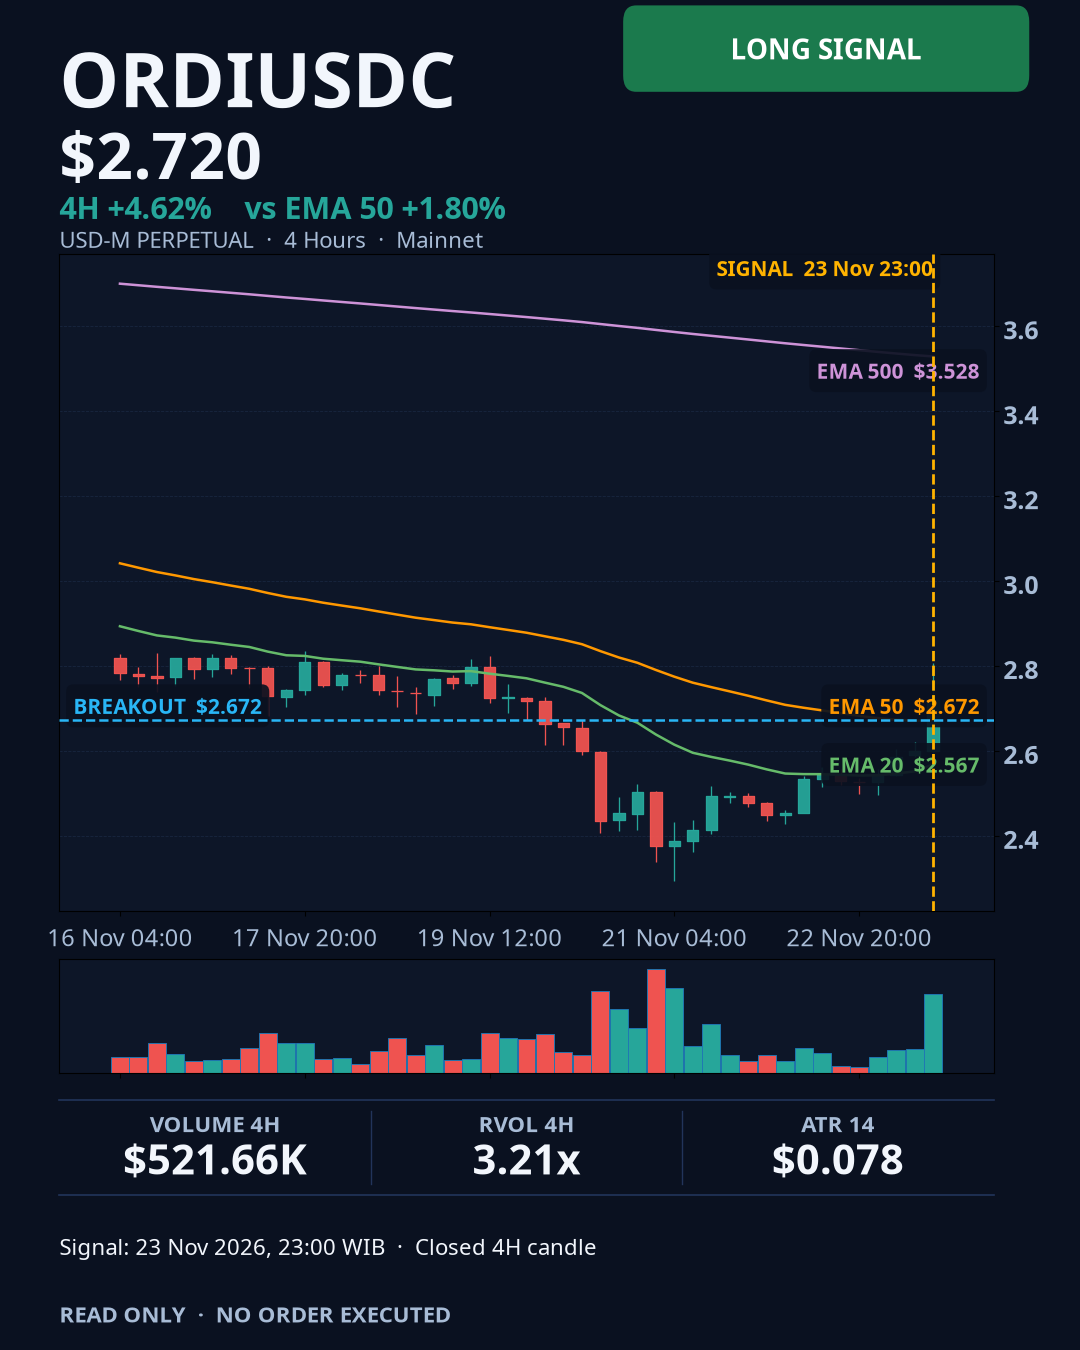 LONG SIGNAL
ORDIUSDC
$2.720
4H +4.62% vs EMA 50 +1.80%
USD-M PERPETUAL · 4 Hours · Mainnet
SIGNAL 23 Nov 23:00
3.6
EMA 500 $3.528
3.4
3.2
3.0
2.8
BREAKOUT $2.672
EMA 50 $2.672
2.6
EMA 20 $2.567
2.4
16 Nov 04:00 17 Nov 20:00 19 Nov 12:00 21 Nov 04:00 22 Nov 20:00
VOLUME 4H RVOL 4H ATR 14
$521.66K 3.21x $0.078
Signal: 23 Nov 2026, 23:00 WIB · Closed 4H candle
READ ONLY · NO ORDER EXECUTED